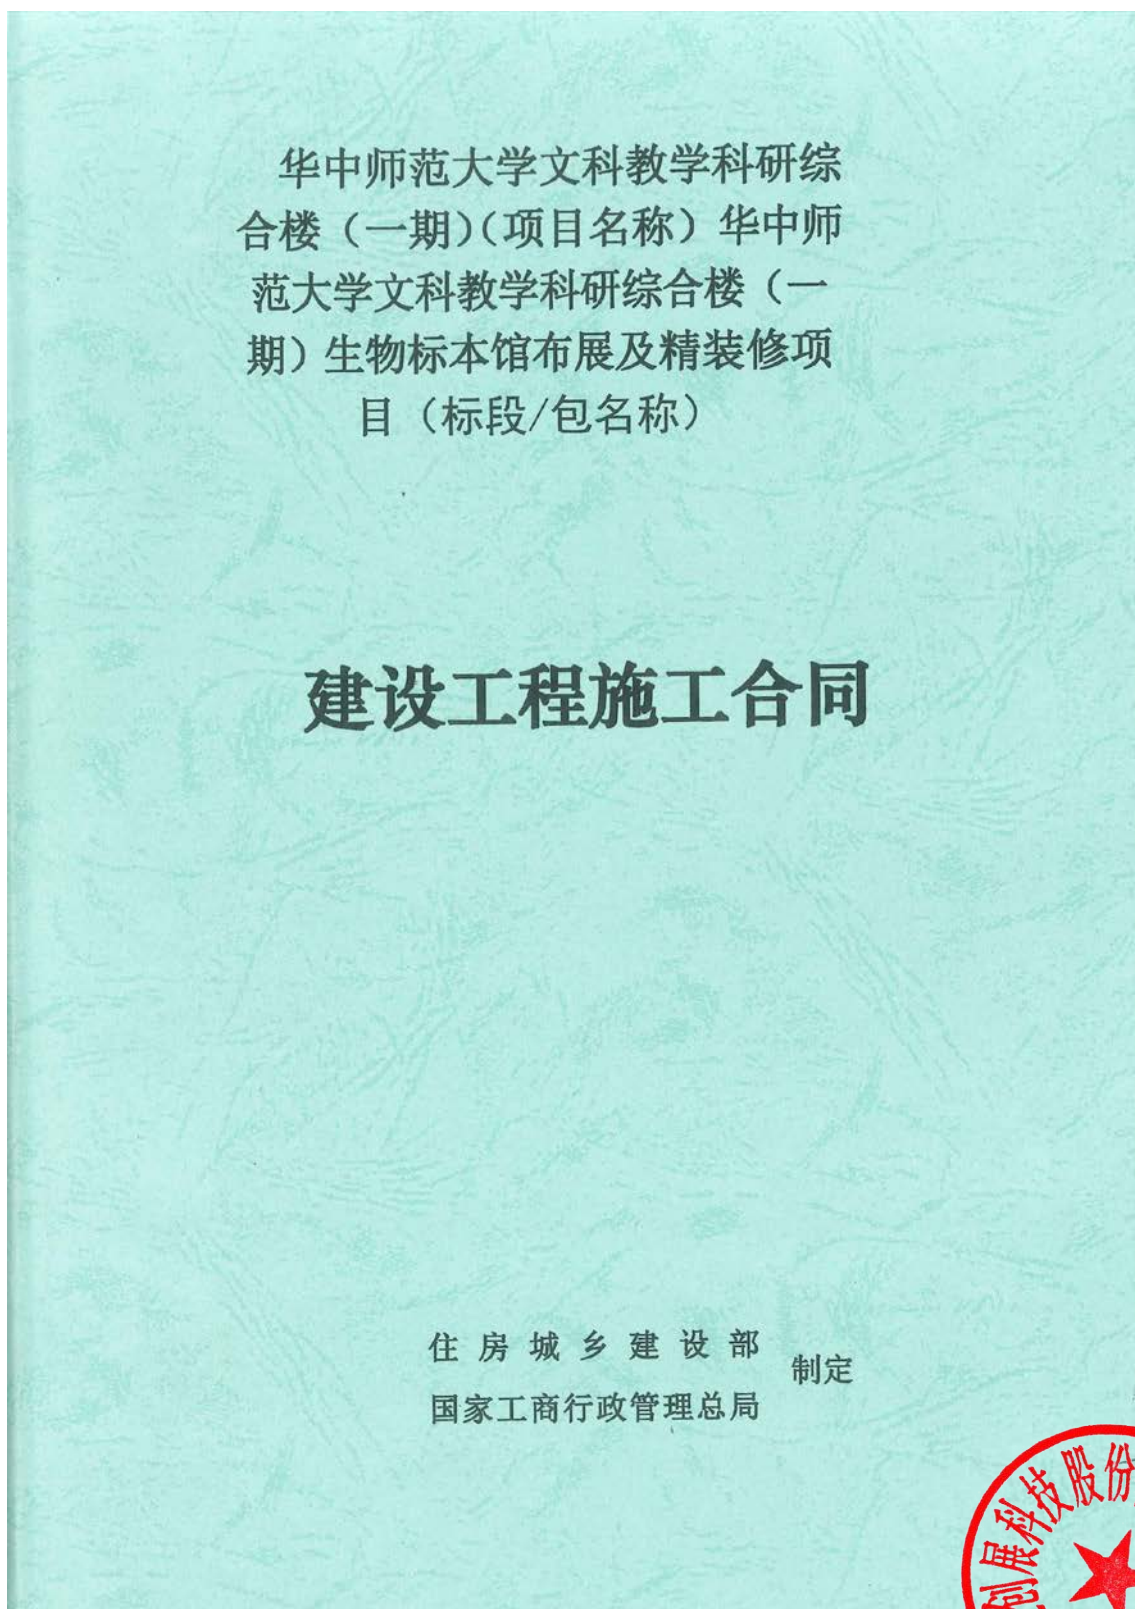 华中师范大学文科教学科研综
合楼（一期）（项目名称）华中师
范大学文科教学科研综合楼（一
期）生物标本馆布展及精装修项
目（标段/包名称）
建设工程施工合同
住房城乡建设部
制定
国家工商行政管理总局
创展科技股份